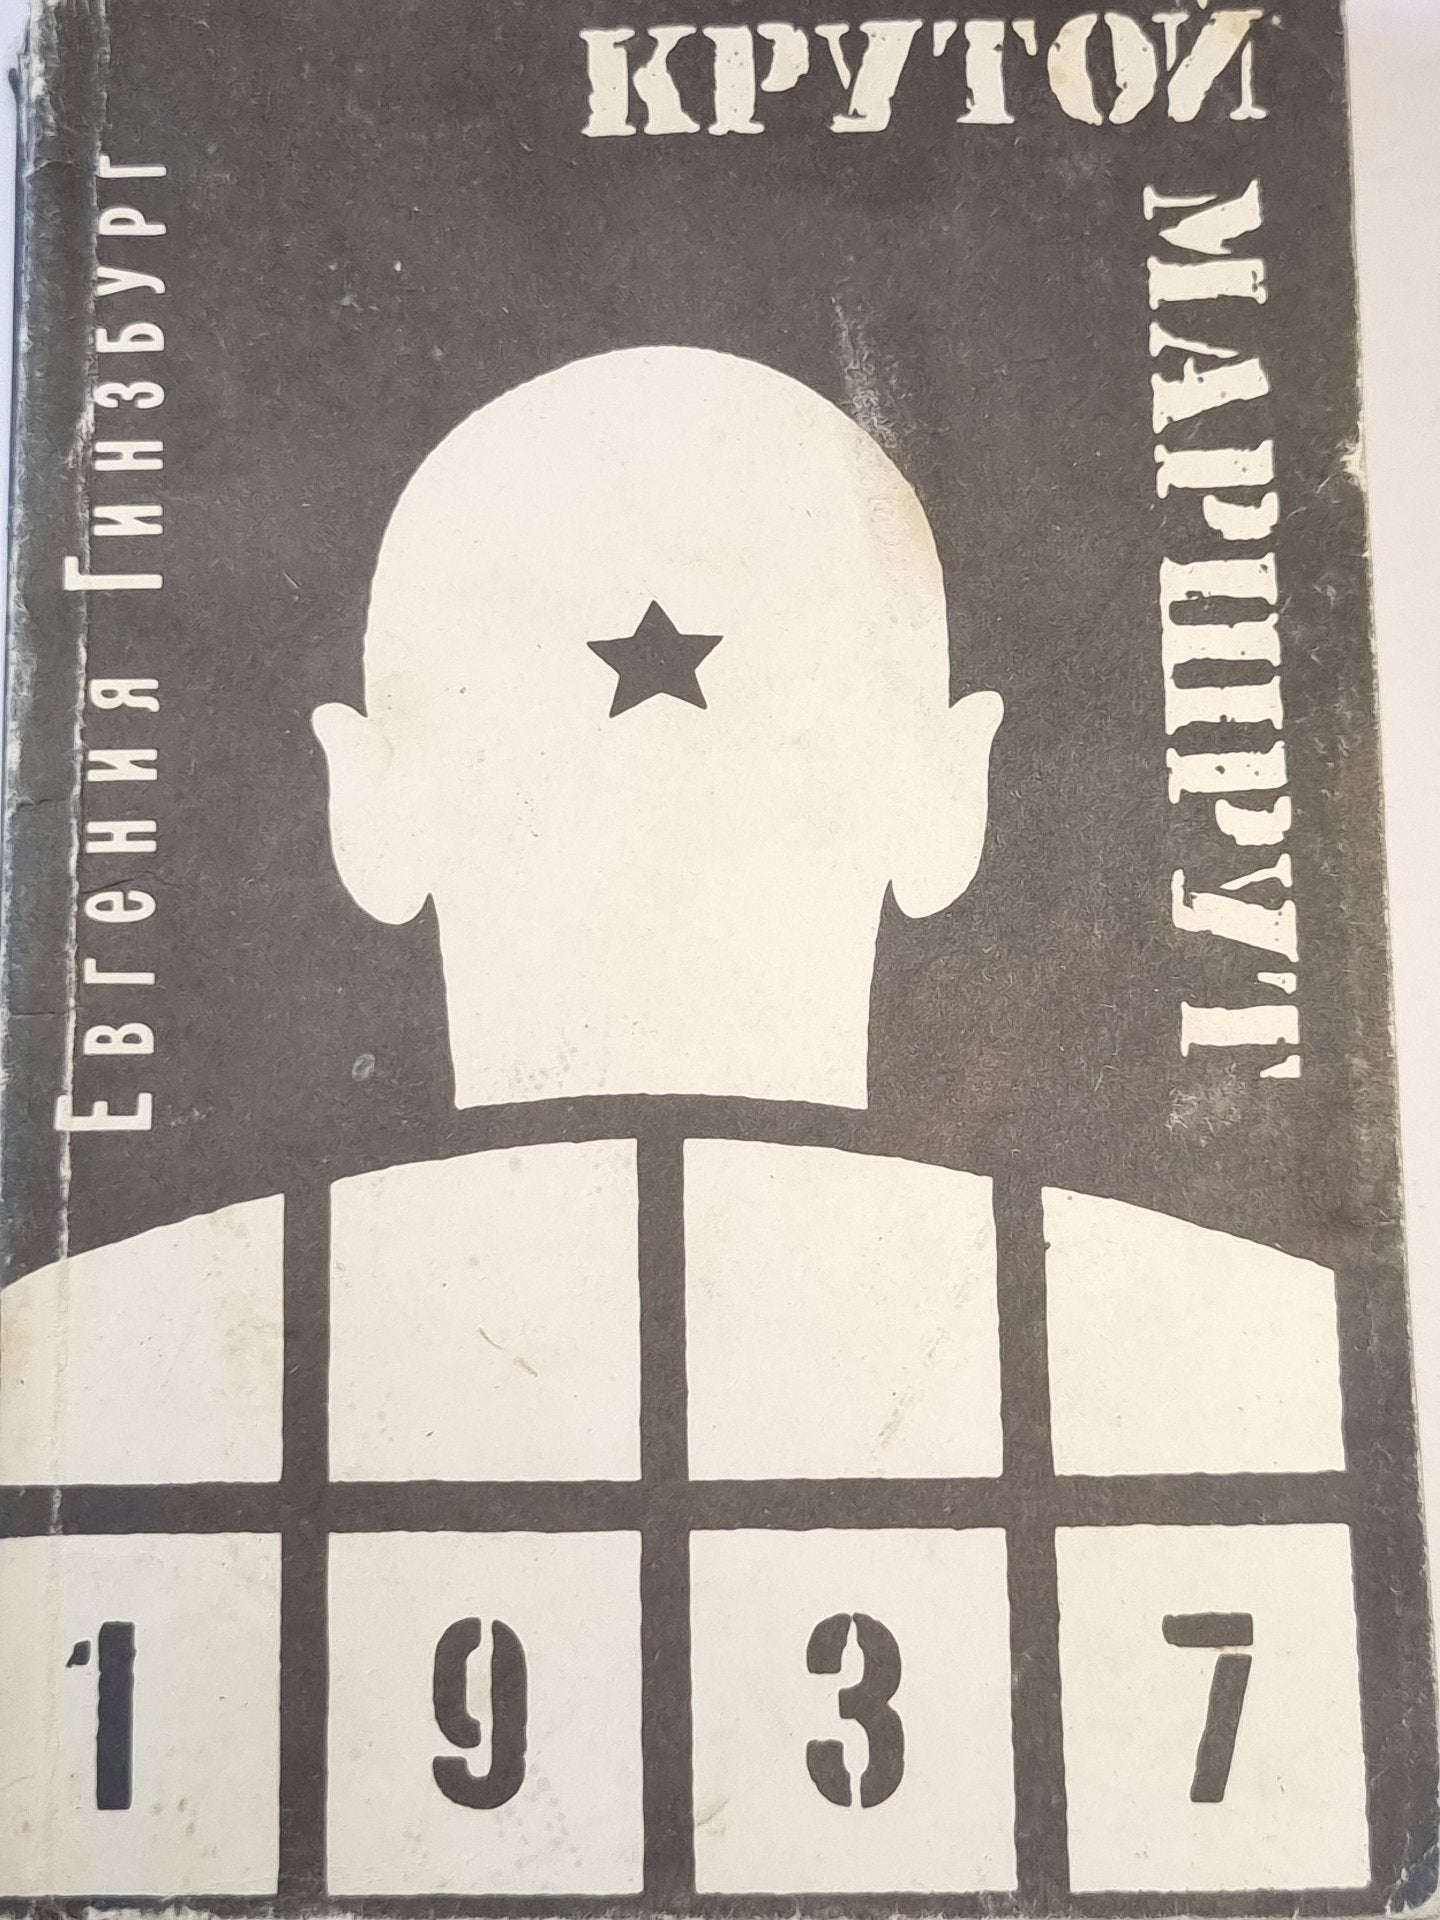 Евгения Гинзбург
КРУТОЙ
МАРШРУТ
1937